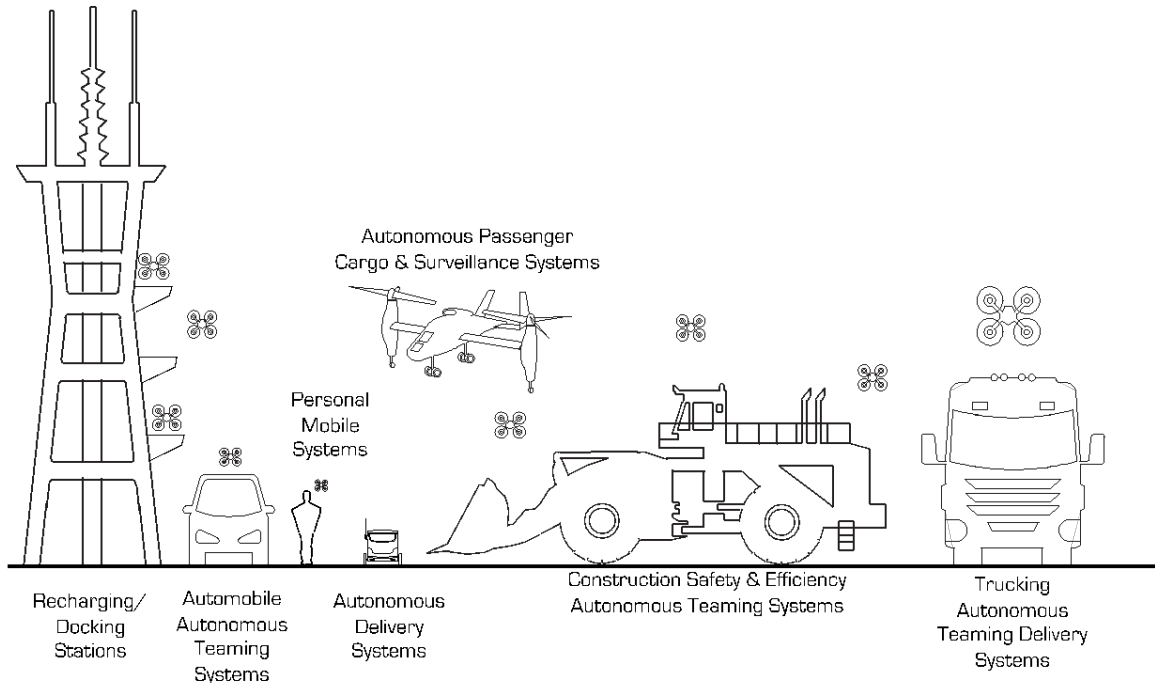 Autonomous Passenger
Cargo & Surveillance Systems
Personal
Mobile
Systems
Recharging/
Docking
Stations
Automobile
Autonomous
Teaming
Systems
Autonomous
Delivery
Systems
Construction Safety & Efficiency
Autonomous Teaming Systems
Trucking
Autonomous
Teaming Delivery
Systems